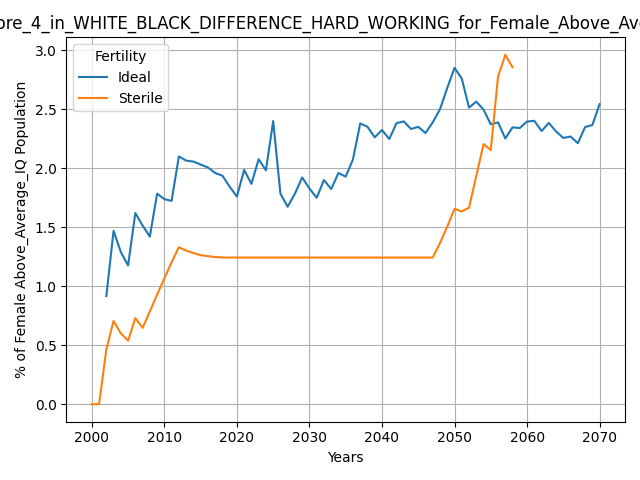 ore_4_in_WHITE_BLACK_DIFFERENCE_HARD_WORKING_for_Female_Above_Av
Fertility
Ideal
Sterile
3.0
2.5
2.0
1.5
1.0
0.5
0.0
% of Female Above_Average_IQ Population
2000 2010 2020 2030 2040 2050 2060 2070
Years